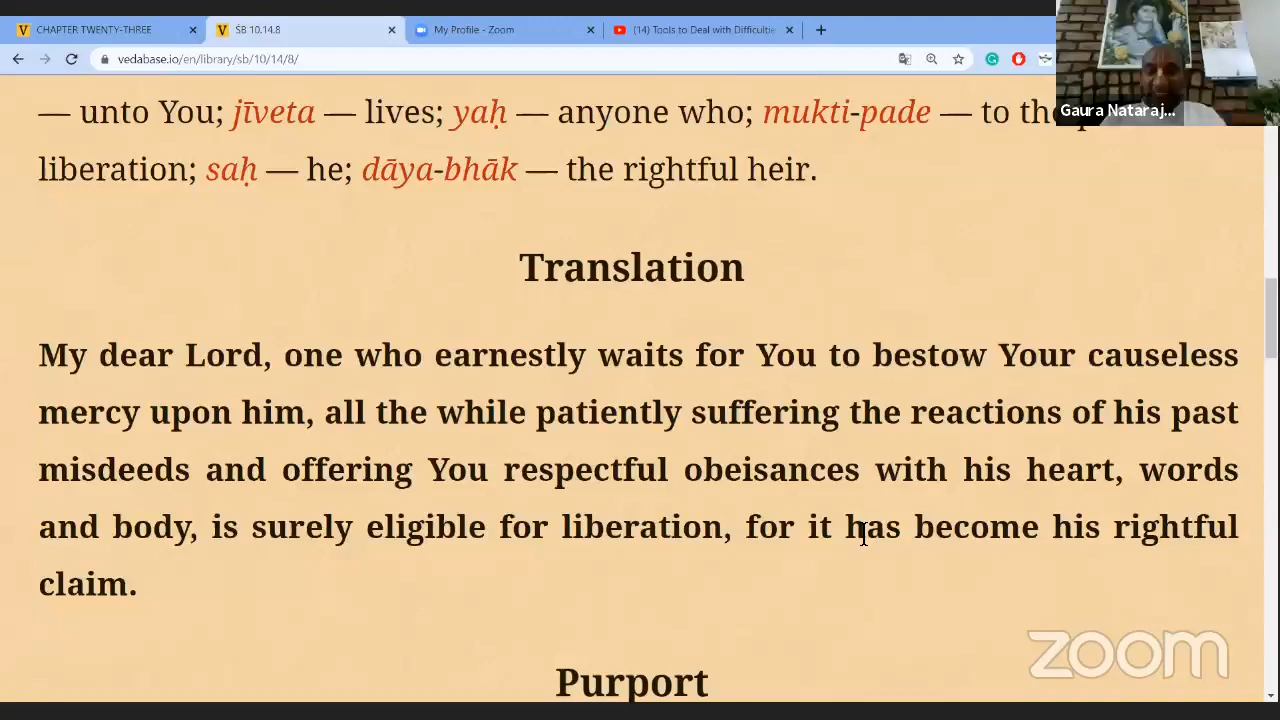 CHAPTER TWENTY-THREE
ŚB 10.14.8
My Profile - Zoom
(14) Tools to Deal with Difficultie
vedabase.io/en/library/sb/10/14/8/
Gaura Nataraj...
— unto You; jīveta — lives; yaḥ — anyone who; mukti-pade — to the
liberation; saḥ — he; dāya-bhāk — the rightful heir.
Translation
My dear Lord, one who earnestly waits for You to bestow Your causeless
mercy upon him, all the while patiently suffering the reactions of his past
misdeeds and offering You respectful obeisances with his heart, words
and body, is surely eligible for liberation, for it has become his rightful
claim.
zoom
Purport